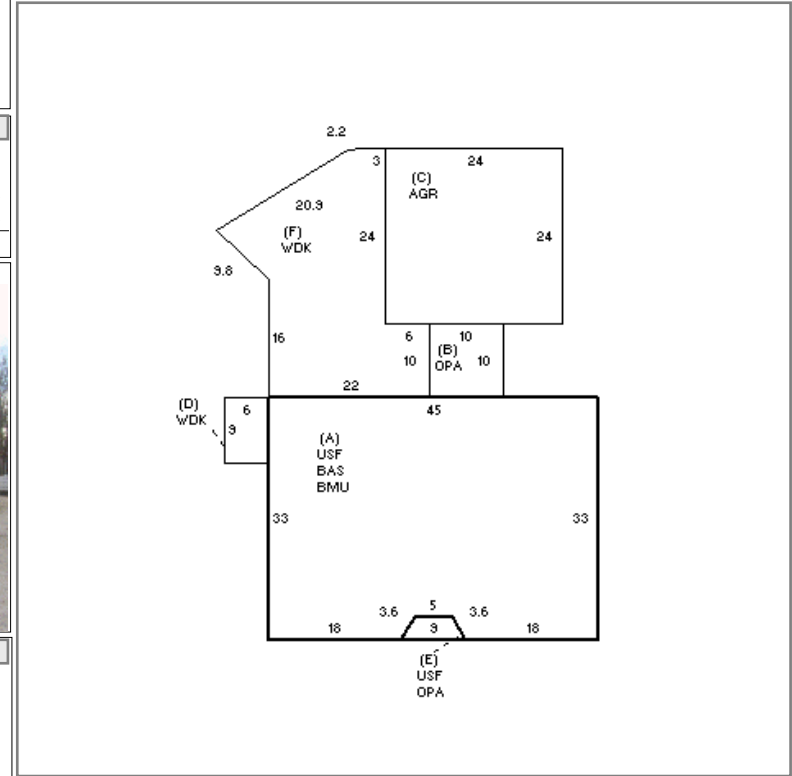 2.2
3 24
(C)
AGR
20.9
(F)
WDK
24 24
9.8
16
6 10
(B)
OPA
10 10
22
45
(D)
WDK
6
9
(A)
USF
BAS
BMU
33 33
3.6 5 3.6
18 9 18
(E)
USF
OPA